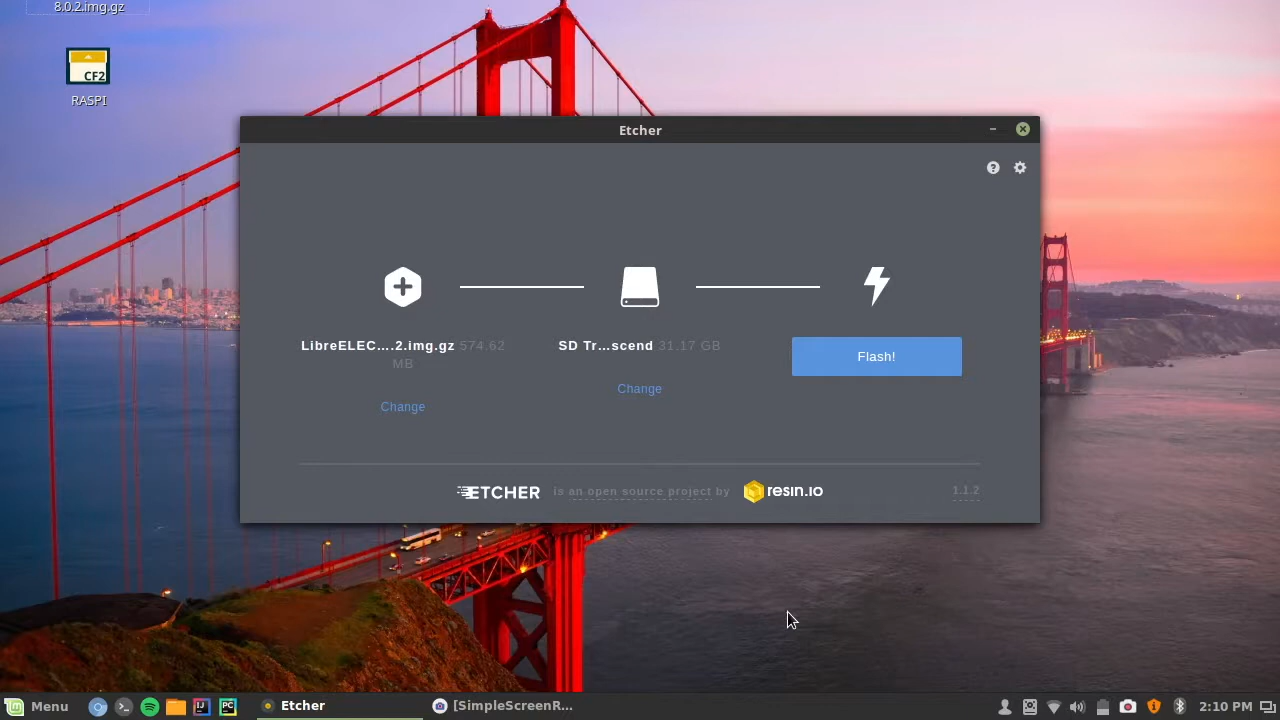 8.0.2.img.gz
CF2
RASPI
Etcher
LibreELEC....2.img.gz 574.62
MB
Change
SD Tr...scend 31.17 GB
Change
Flash!
ETCHER is an open source project by resin.io
1.1.2
Menu
IJ
PC
Etcher
[SimpleScreenR...
2:10 PM